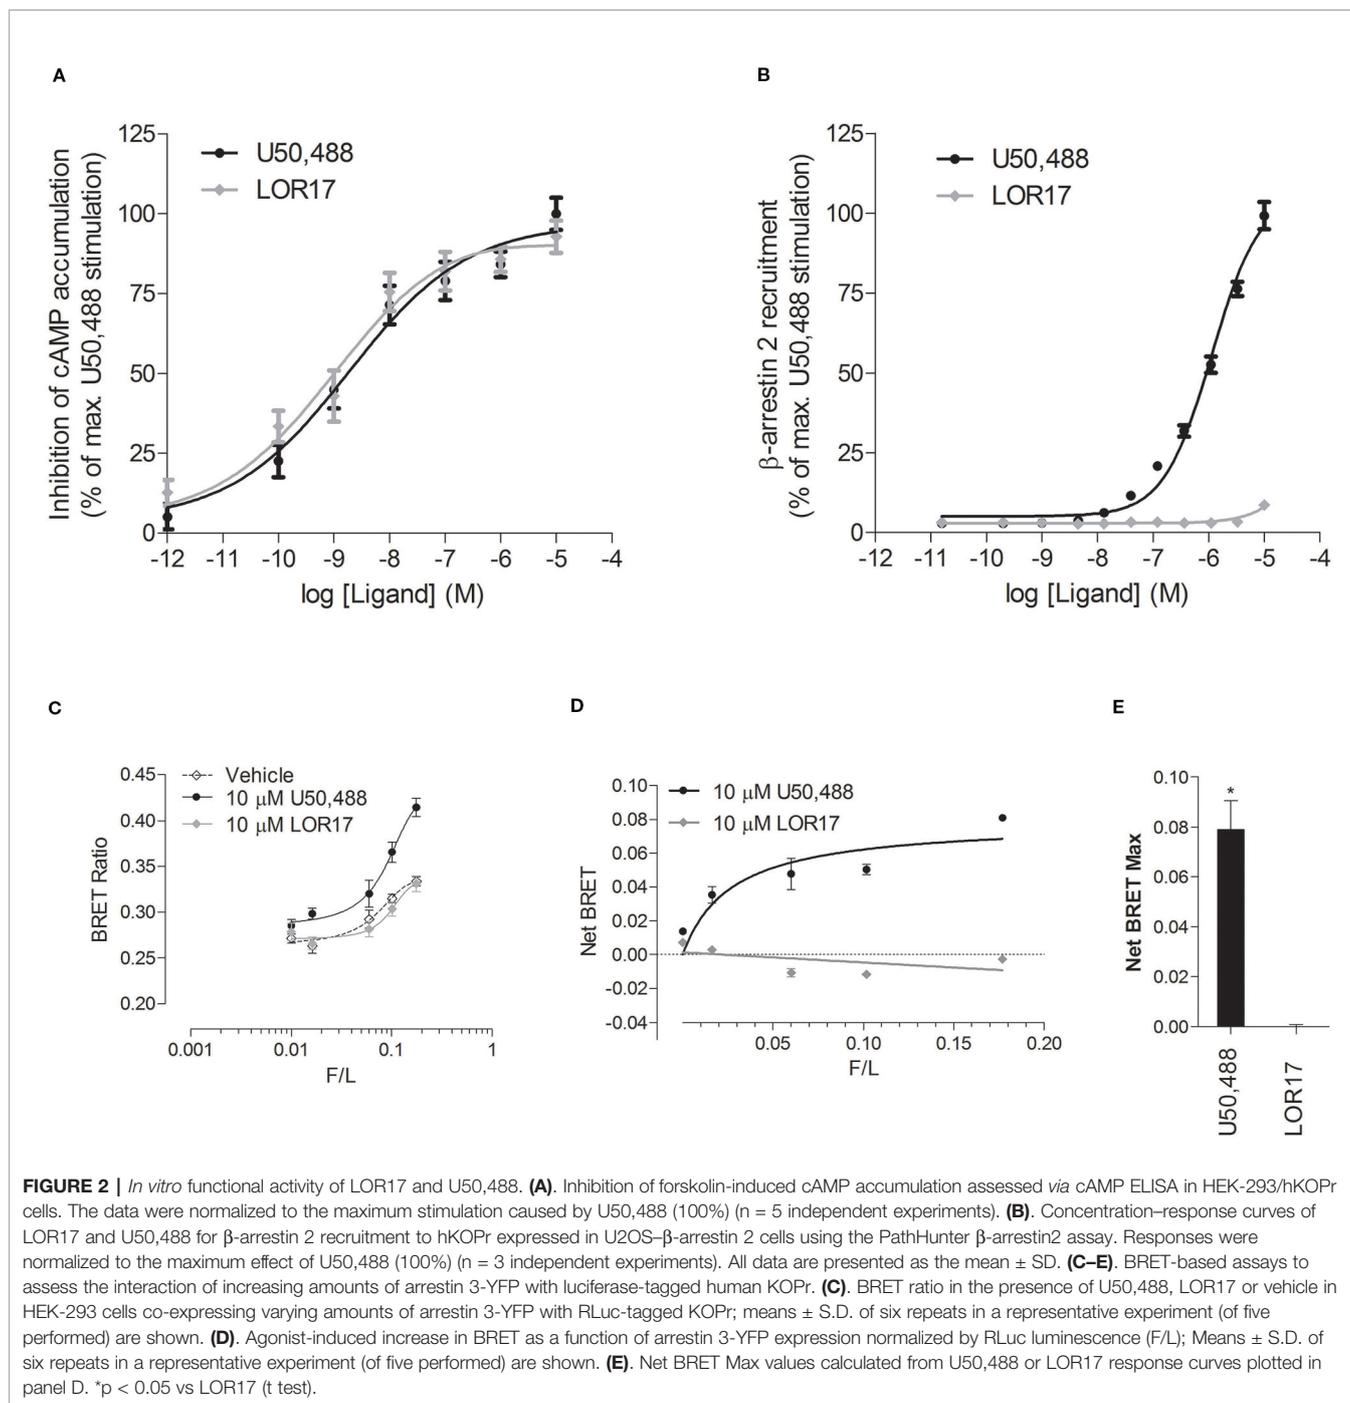 A
Inhibition of cAMP accumulation
(% of max. U50,488 stimulation)
125
100
75
50
25
0
U50,488
LOR17
-12 -11 -10 -9 -8 -7 -6 -5 -4
log [Ligand] (M)
B
β-arrestin 2 recruitment
(% of max. U50,488 stimulation)
125
100
75
50
25
0
U50,488
LOR17
-12 -11 -10 -9 -8 -7 -6 -5 -4
log [Ligand] (M)
C
BRET Ratio
0.45
0.40
0.35
0.30
0.25
0.20
Vehicle
10 μM U50,488
10 μM LOR17
0.001 0.01 0.1 1
F/L
D
Net BRET
0.10
0.08
0.06
0.04
0.02
0.00
-0.02
-0.04
10 μM U50,488
10 μM LOR17
0.05 0.10 0.15 0.20
F/L
E
Net BRET Max
0.10
0.08
0.06
0.04
0.02
0.00
*
U50,488
LOR17
FIGURE 2 | In vitro functional activity of LOR17 and U50,488. (A). Inhibition of forskolin-induced cAMP accumulation assessed via cAMP ELISA in HEK-293/hKOPr
cells. The data were normalized to the maximum stimulation caused by U50,488 (100%) (n = 5 independent experiments). (B). Concentration–response curves of
LOR17 and U50,488 for β-arrestin 2 recruitment to hKOPr expressed in U2OS–β-arrestin 2 cells using the PathHunter β-arrestin2 assay. Responses were
normalized to the maximum effect of U50,488 (100%) (n = 3 independent experiments). All data are presented as the mean ± SD. (C–E). BRET-based assays to
assess the interaction of increasing amounts of arrestin 3-YFP with luciferase-tagged human KOPr. (C). BRET ratio in the presence of U50,488, LOR17 or vehicle in
HEK-293 cells co-expressing varying amounts of arrestin 3-YFP with RLuc-tagged KOPr; means ± S.D. of six repeats in a representative experiment (of five
performed) are shown. (D). Agonist-induced increase in BRET as a function of arrestin 3-YFP expression normalized by RLuc luminescence (F/L); Means ± S.D. of
six repeats in a representative experiment (of five performed) are shown. (E). Net BRET Max values calculated from U50,488 or LOR17 response curves plotted in
panel D. *p < 0.05 vs LOR17 (t test).